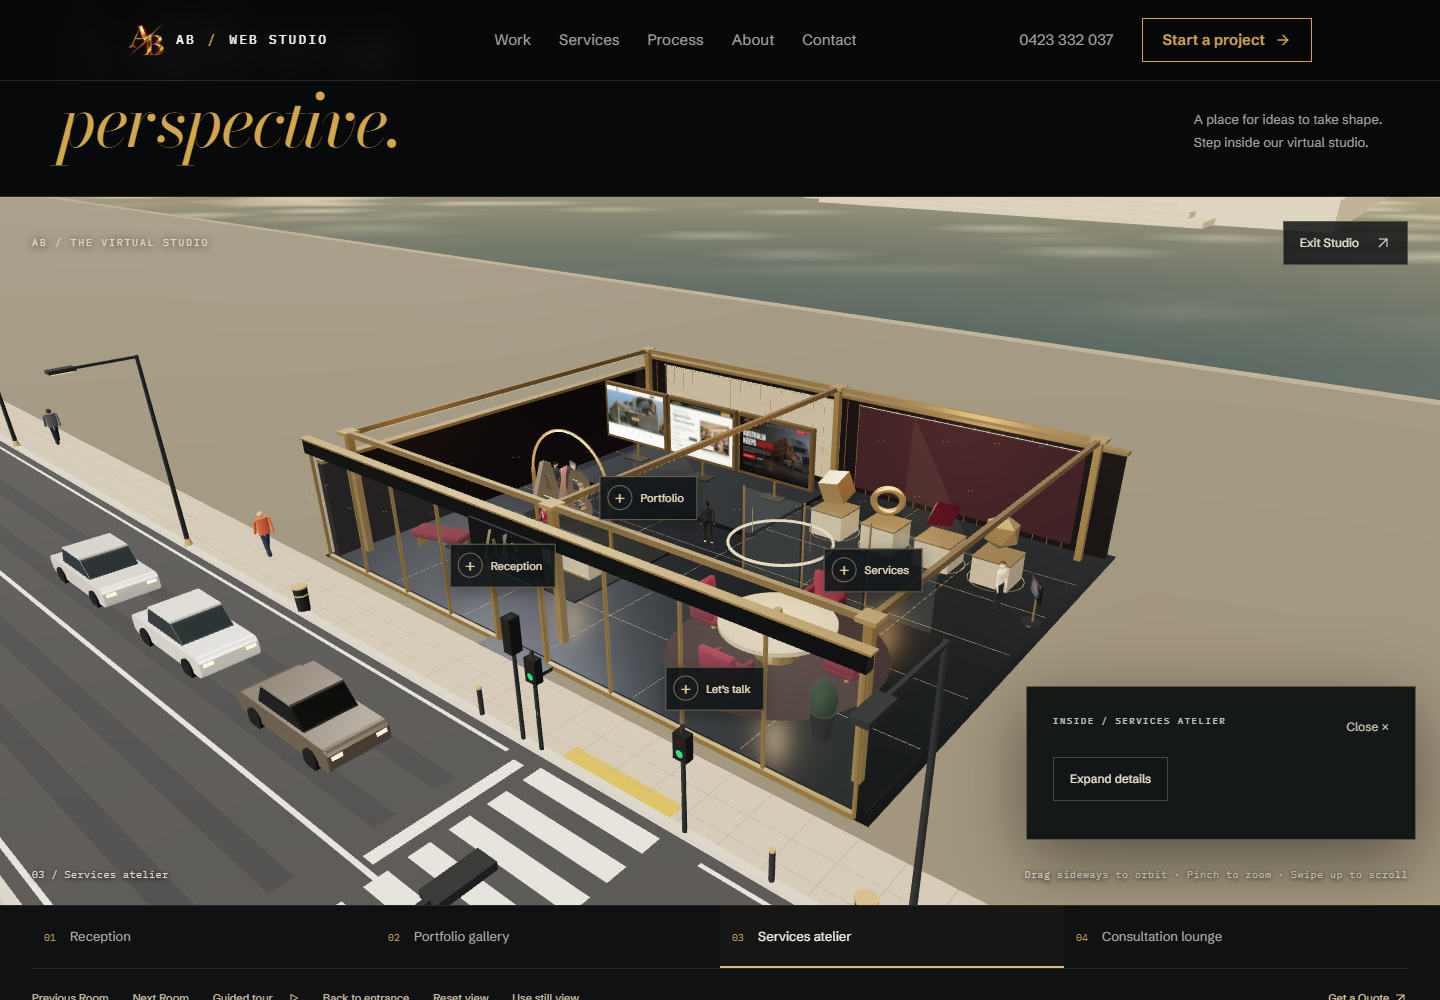 AB / WEB STUDIO
Work
Services
Process
About
Contact
0423 332 037
Start a project →
perspective.
A place for ideas to take shape.
Step inside our virtual studio.
AB / THE VIRTUAL STUDIO
Exit Studio
AUSTRALIA
+ Portfolio
+ Reception
+ Services
+ Let's talk
INSIDE / SERVICES ATELIER
Close ×
Expand details
03 / Services atelier
Drag sideways to orbit · Pinch to zoom · Swipe up to scroll
01 Reception
02 Portfolio gallery
03 Services atelier
04 Consultation lounge
Previous Room
Next Room
Guided tour
Back to entrance
Reset view
Use still view
Get a Quote